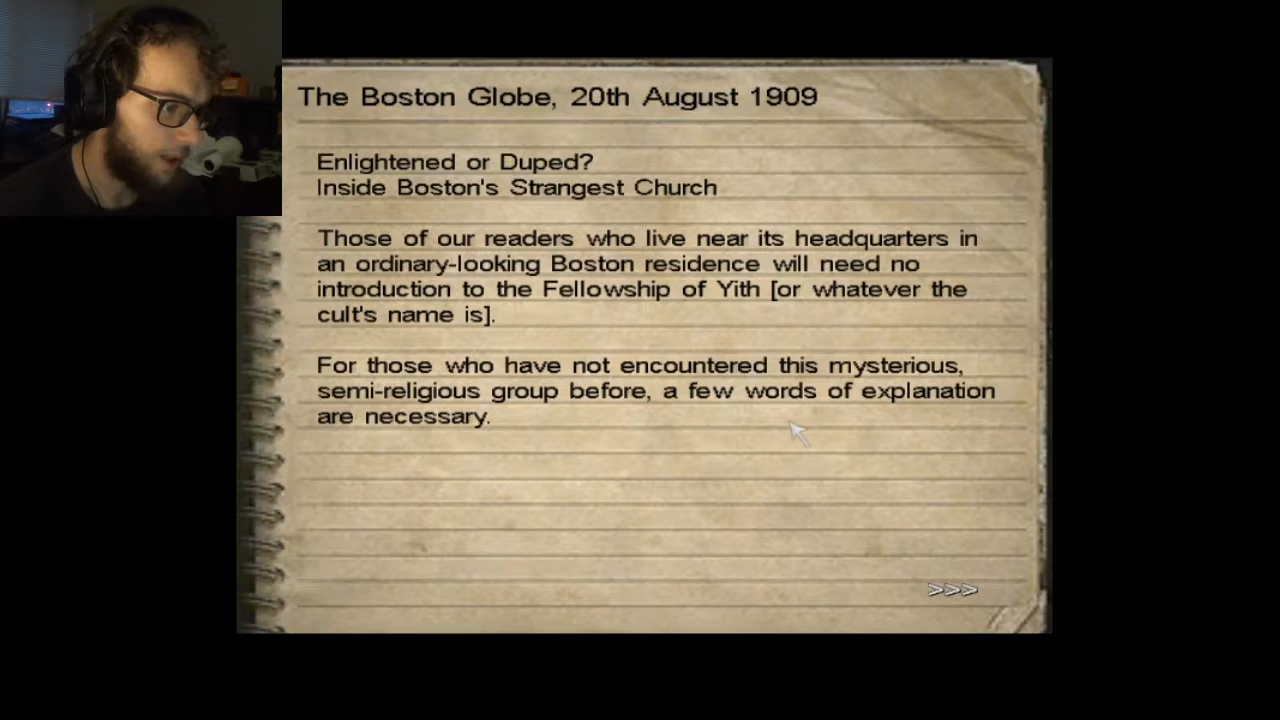 The Boston Globe, 20th August 1909
Enlightened or Duped?
Inside Boston's Strangest Church
Those of our readers who live near its headquarters in
an ordinary-looking Boston residence will need no
introduction to the Fellowship of Yith [or whatever the
cult's name is].
For those who have not encountered this mysterious,
semi-religious group before, a few words of explanation
are necessary.
>>>